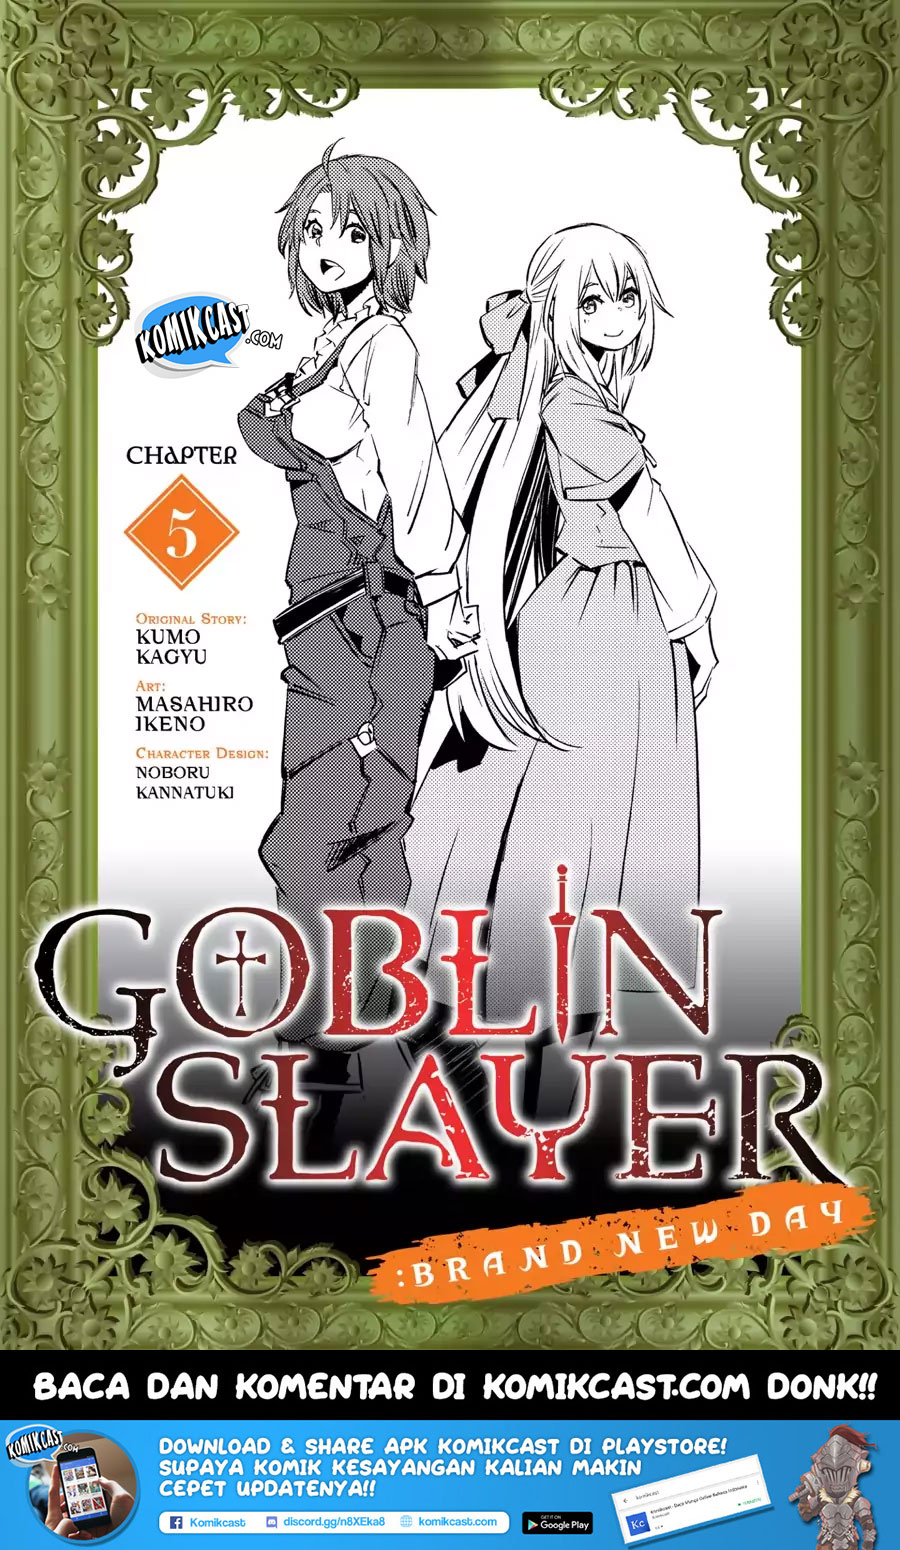 KOMIKCAST
.COM
CHAPTER
5
ORIGINAL STORY:
KUMO
KAGYU
ART:
MASAHIRO
IKENO
CHARACTER DESIGN:
NOBORU
KANNATUKI
GOBLIN
SLAYER
:BRAND NEW DAY
BACA DAN KOMENTAR DI KOMIKCAST.COM DONK!!
KOMIKCAST
.COM
DOWNLOAD & SHARE APK KOMIKCAST DI PLAYSTORE!
SUPAYA KOMIK KESAYANGAN KALIAN MAKIN
CEPET UPDATENYA!!
Komikcast discord.gg/n8XEka8 komikcast.com
GET IT ON
Google Play
komikcast
Kc